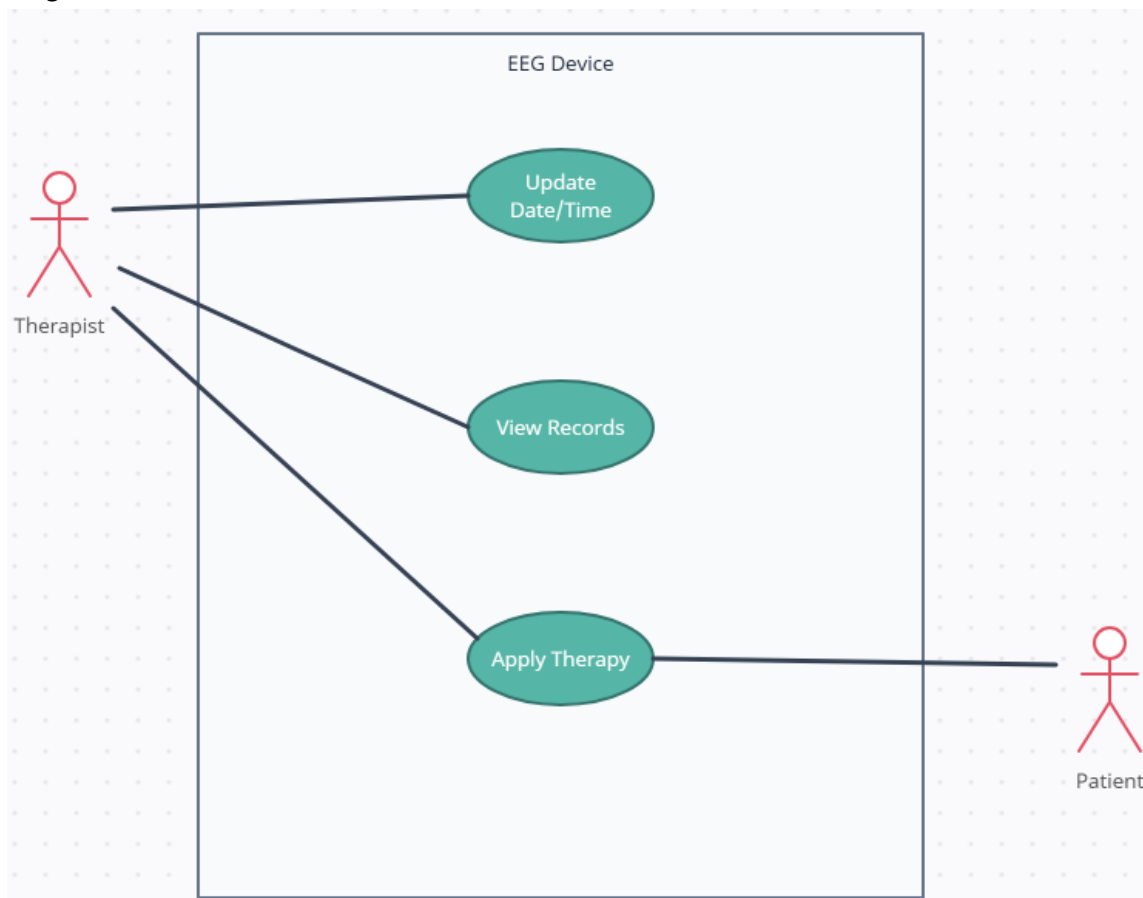 EEG Device
Update
Date/Time
Therapist
View Records
Apply Therapy
Patient